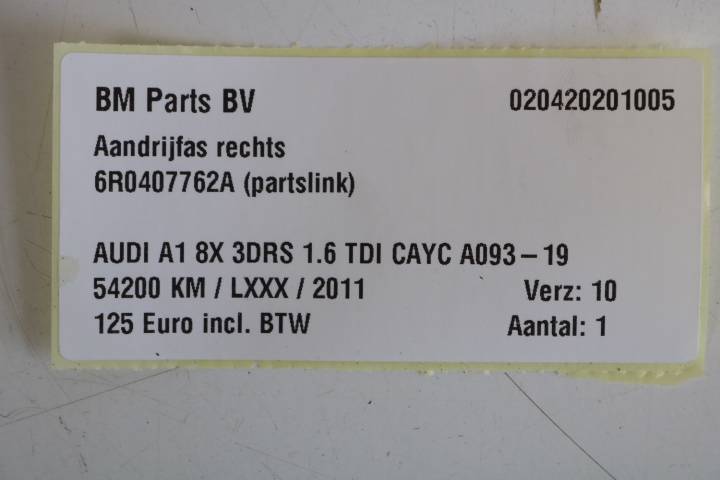 BM Parts BV 020420201005
Aandrijfas rechts
6R0407762A (partslink)
AUDI A1 8X 3DRS 1.6 TDI CAYC A093-19
54200 KM / LXXX / 2011 Verz: 10
125 Euro incl. BTW Aantal: 1